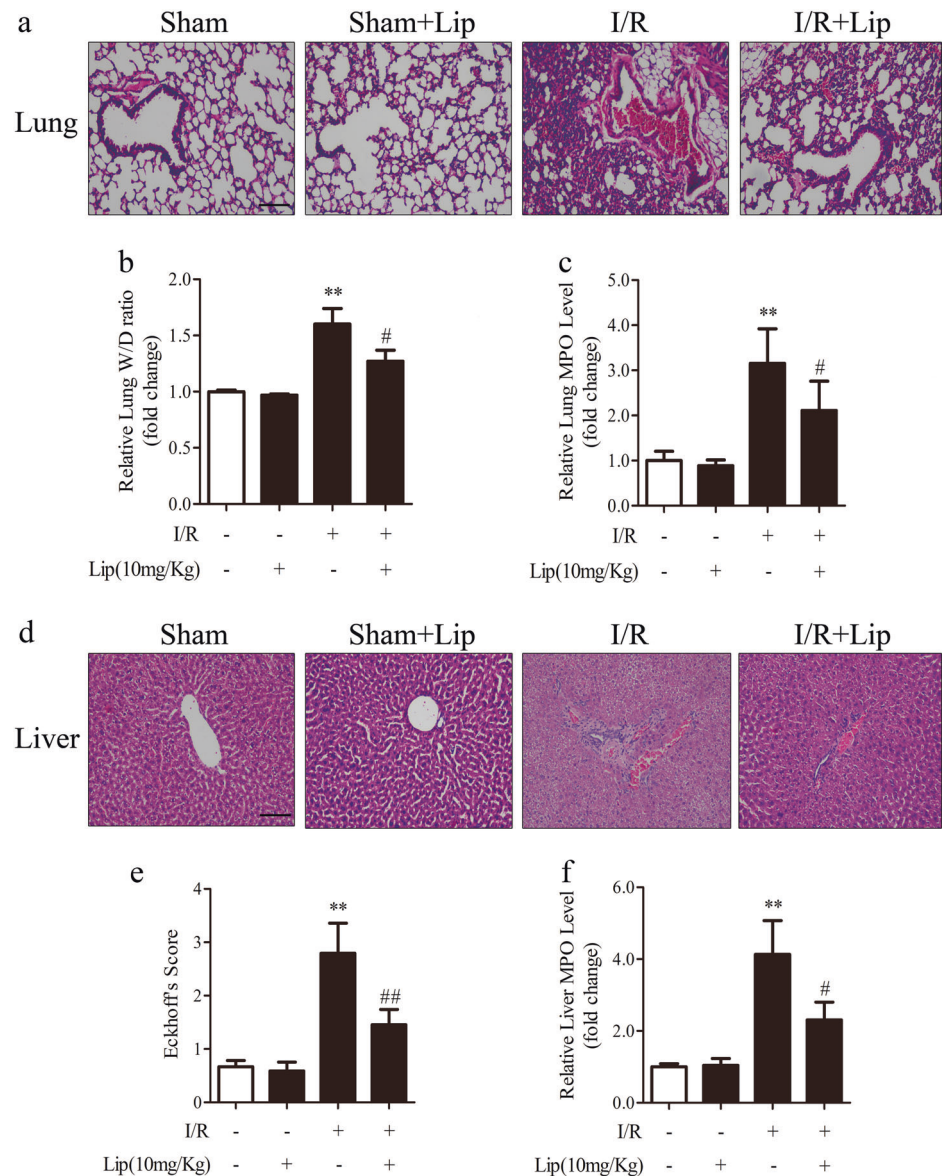 a
Sham Sham+Lip I/R I/R+Lip
Lung
b
Relative Lung W/D ratio
(fold change)
2.0
1.5
1.0
0.5
0.0
**
#
I/R - - + +
Lip(10mg/Kg) - + - +
c
Relative Lung MPO Level
(fold change)
5.0
4.0
3.0
2.0
1.0
0.0
**
#
I/R - - + +
Lip(10mg/Kg) - + - +
d
Sham Sham+Lip I/R I/R+Lip
Liver
e
Eckhoff's Score
4
3
2
1
0
**
##
I/R - - + +
Lip(10mg/Kg) - + - +
f
Relative Liver MPO Level
(fold change)
6.0
4.0
2.0
0.0
**
#
I/R - - + +
Lip(10mg/Kg) - + - +